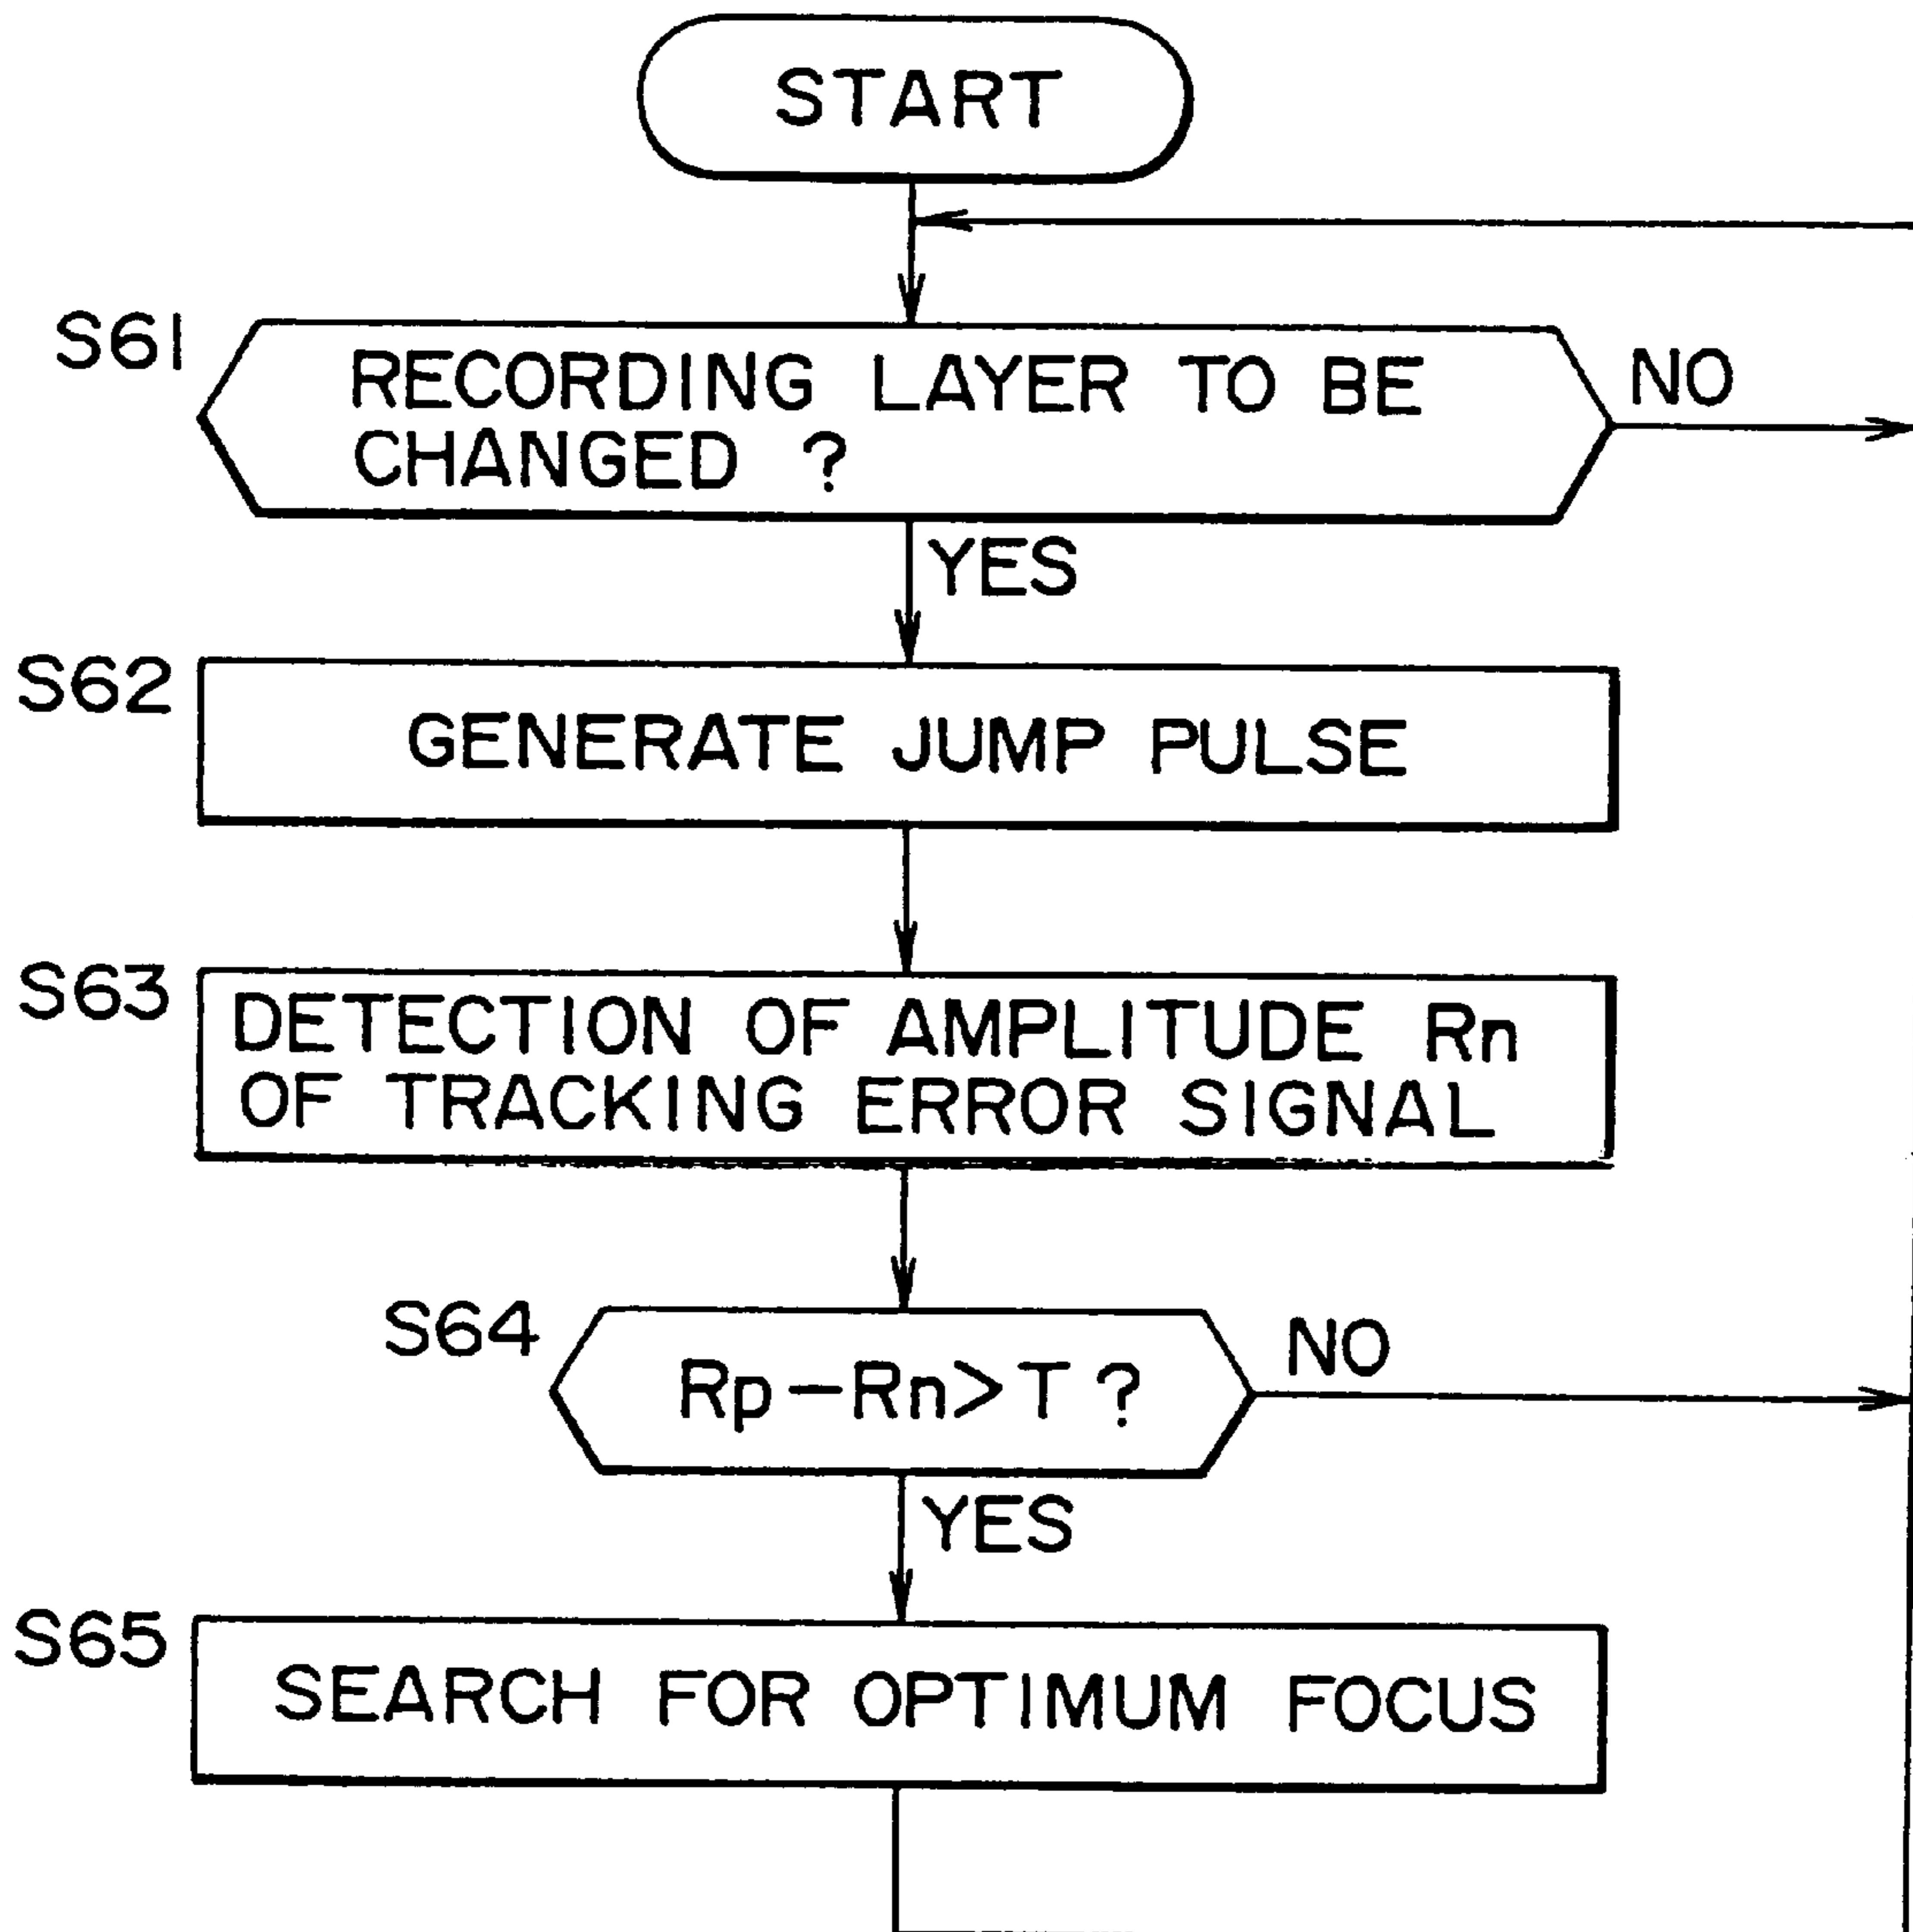 START
S61
RECORDING LAYER TO BE
CHANGED ?
NO
YES
S62
GENERATE JUMP PULSE
S63
DETECTION OF AMPLITUDE Rn
OF TRACKING ERROR SIGNAL
S64
Rp−Rn>T ?
NO
YES
S65
SEARCH FOR OPTIMUM FOCUS